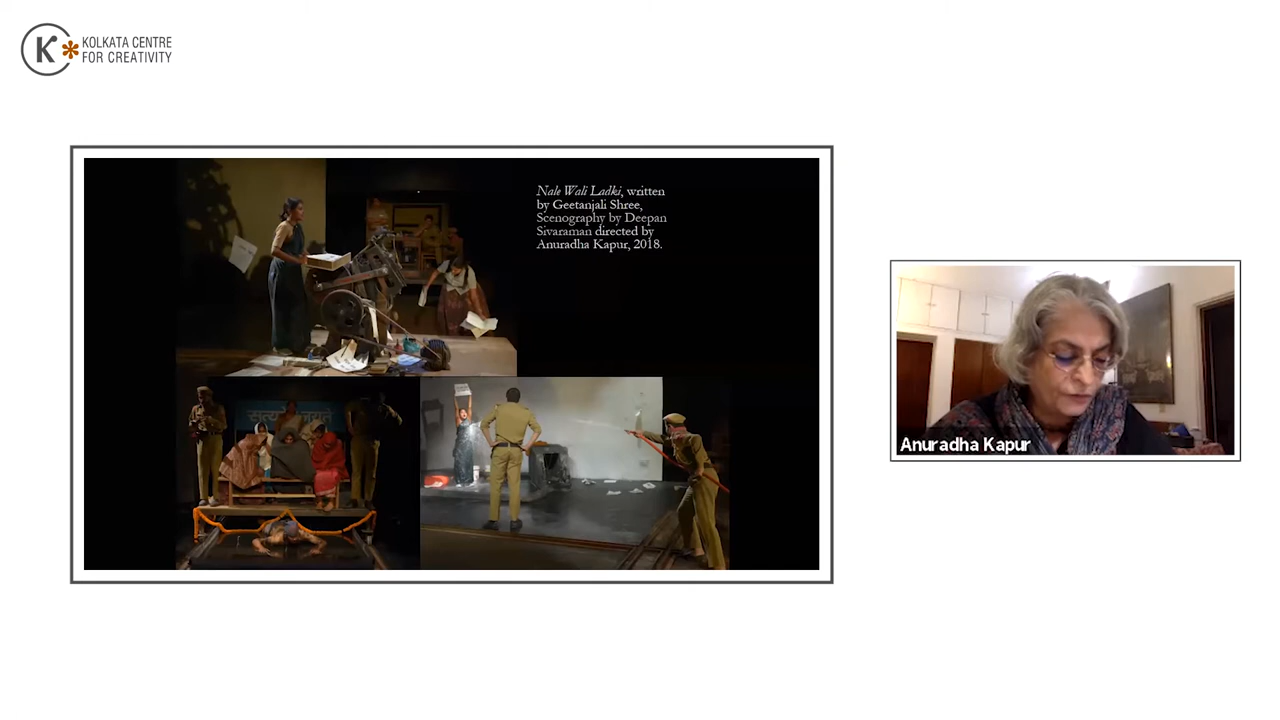 KOLKATA CENTRE
FOR CREATIVITY
Nale Wali Ladki, written
by Geetanjali Shree,
Scenography by Deepan
Sivaraman directed by
Anuradha Kapur, 2018.
Anuradha Kapur